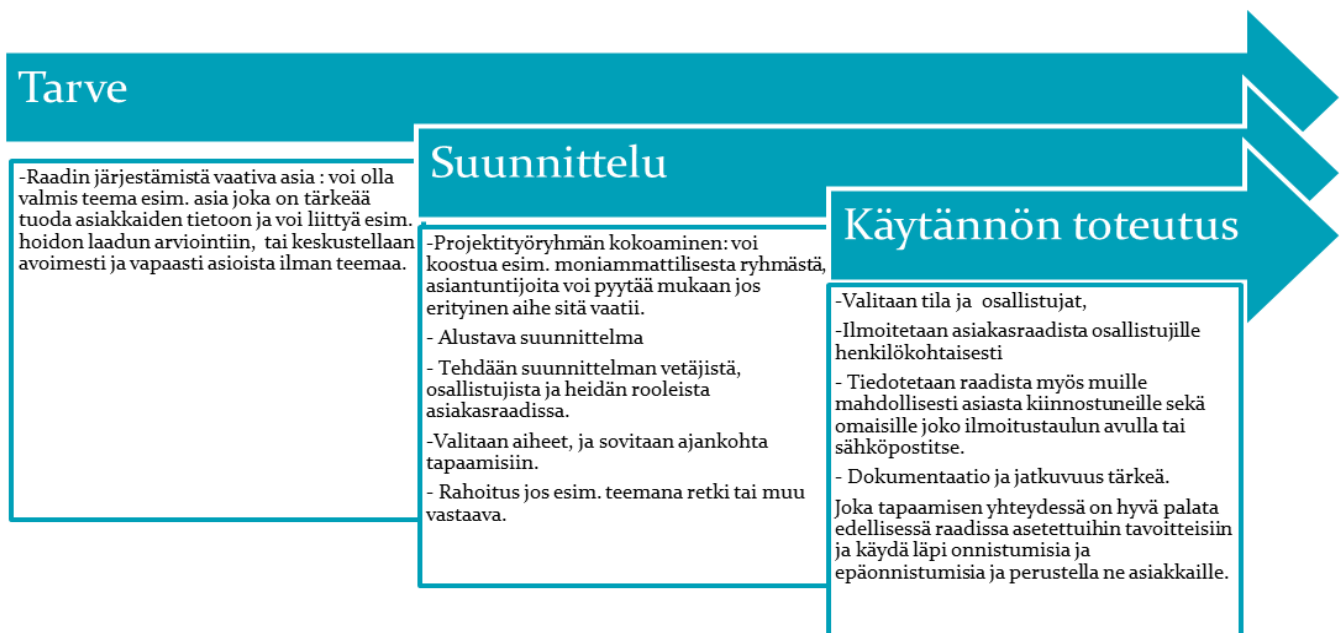 Tarve
-Raadin järjestämistä vaativa asia : voi olla
valmis teema esim. asia joka on tärkeää
tuoda asiakkaiden tietoon ja voi liittyä esim.
hoidon laadun arviointiin, tai keskustellaan
avoimesti ja vapaasti asioista ilman teemaa.
Suunnittelu
-Projektityöryhmän kokoaminen: voi
koostua esim. moniammattilisesta ryhmästä,
asiantuntijoita voi pyytää mukaan jos
erityinen aihe sitä vaatii.
- Alustava suunnittelma
- Tehdään suunnittelman vetäjistä,
osallistujista ja heidän rooleista
asiakasraadissa.
-Valitaan aiheet, ja sovitaan ajankohta
tapaamisiin.
- Rahoitus jos esim. teemana retki tai muu
vastaava.
Käytännön toteutus
-Valitaan tila ja osallistujat,
-Ilmoitetaan asiakasraadista osallistujille
henkilökohtaisesti
- Tiedotetaan raadista myös muille
mahdollisesti asiasta kiinnostuneille sekä
omaisille joko ilmoitustaulun avulla tai
sähköpostitse.
- Dokumentaatio ja jatkuvuus tärkeä.
Joka tapaamisen yhteydessä on hyvä palata
edellisessä raadissa asetettuihin tavoitteisiin
ja käydä läpi onnistumisia ja
epäonnistumisia ja perustella ne asiakkaille.